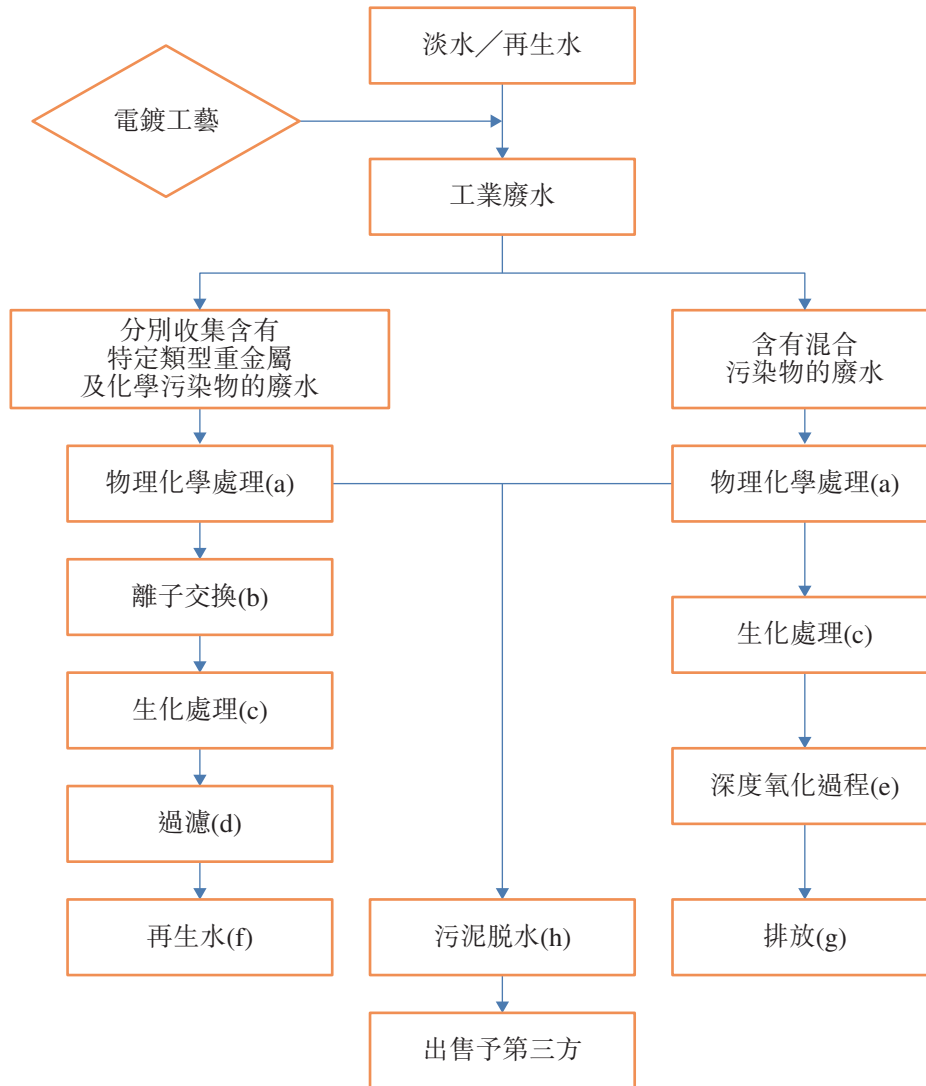 淡水／再生水
電鍍工藝
工業廢水
分別收集含有
特定類型重金屬
及化學污染物的廢水
含有混合
污染物的廢水
物理化學處理(a)
物理化學處理(a)
離子交換(b)
生化處理(c)
生化處理(c)
深度氧化過程(e)
過濾(d)
再生水(f)
污泥脫水(h)
排放(g)
出售予第三方